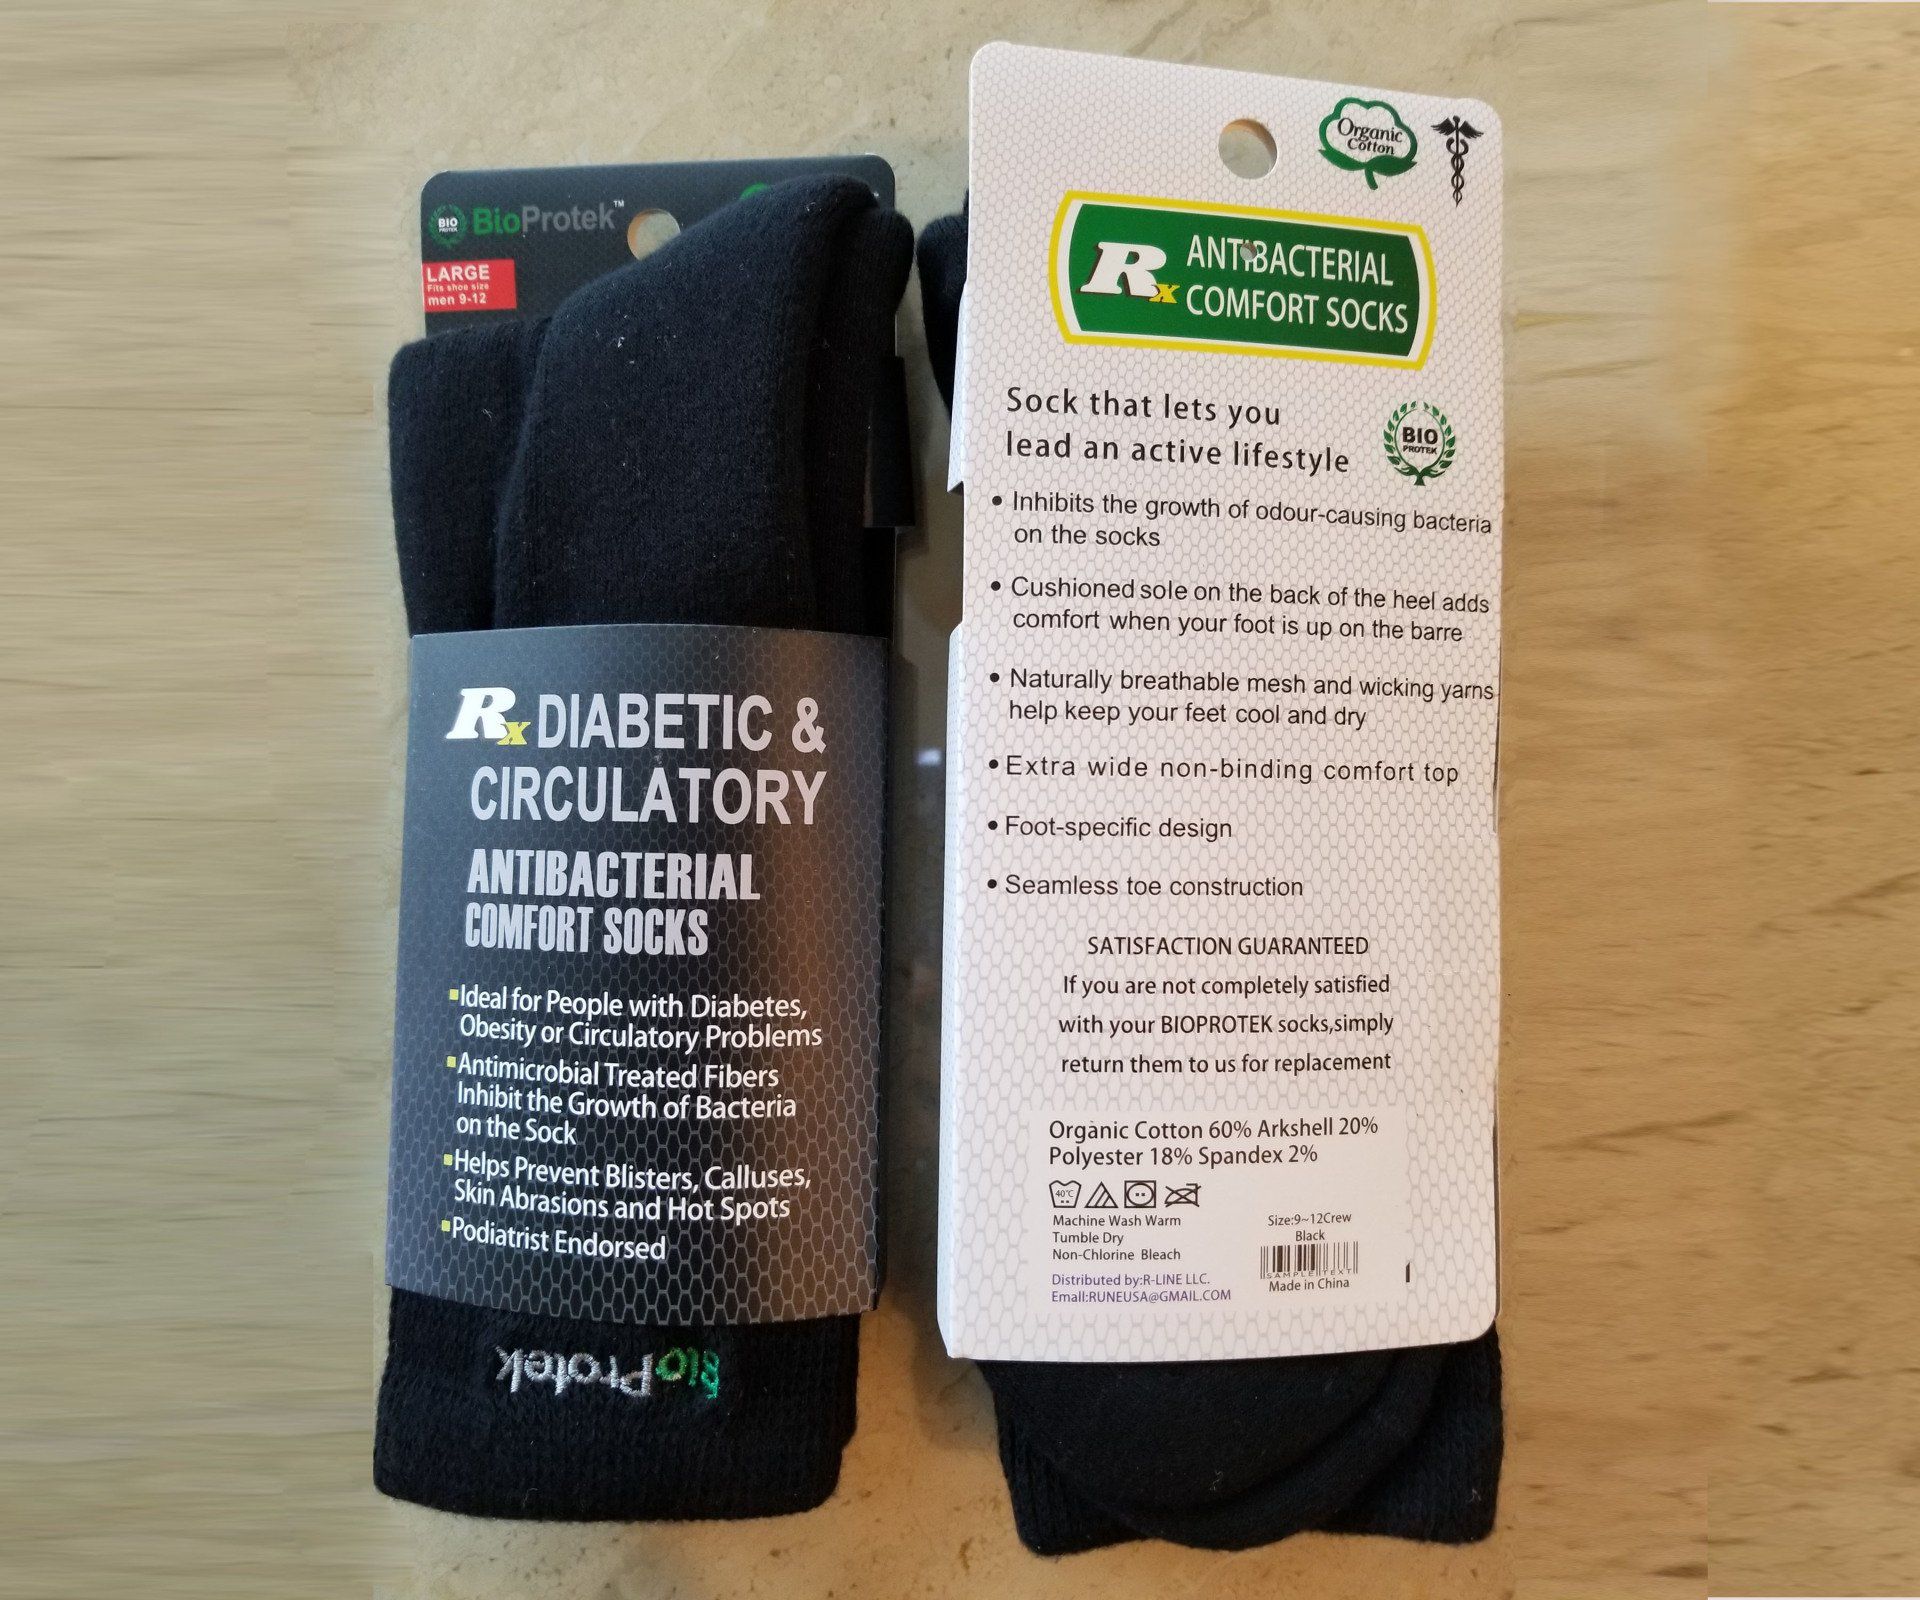 BIO
PROTEK
BioProtek™
LARGE
Fits shoe size
men 9-12
Rx DIABETIC &
CIRCULATORY
ANTIBACTERIAL
COMFORT SOCKS
Ideal for People with Diabetes,
Obesity or Circulatory Problems
Antimicrobial Treated Fibers
Inhibit the Growth of Bacteria
on the Sock
Helps Prevent Blisters, Calluses,
Skin Abrasions and Hot Spots
Podiatrist Endorsed
BioProtek
Organic
Cotton
Rx ANTIBACTERIAL
COMFORT SOCKS
Sock that lets you
lead an active lifestyle
BIO
PROTEK
• Inhibits the growth of odour-causing bacteria
on the socks
• Cushioned sole on the back of the heel adds
comfort when your foot is up on the barre
• Naturally breathable mesh and wicking yarns
help keep your feet cool and dry
• Extra wide non-binding comfort top
• Foot-specific design
• Seamless toe construction
SATISFACTION GUARANTEED
If you are not completely satisfied
with your BIOPROTEK socks,simply
return them to us for replacement
Organic Cotton 60% Arkshell 20%
Polyester 18% Spandex 2%
40°C
Machine Wash Warm
Tumble Dry
Non-Chlorine Bleach
Distributed by:R-LINE LLC.
Email:RUNEUSA@GMAIL.COM
Size:9~12Crew
Black
SAMPLE TEXT
Made in China